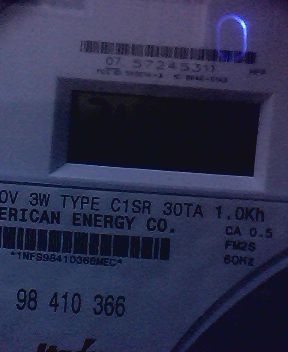 07 57245311
0V 3W TYPE C1SR 30TA 1.0Kh
ERICAN ENERGY CO.
CA 0.5
FM2S
60Hz
*1NFS98410366MEC*
98 410 366